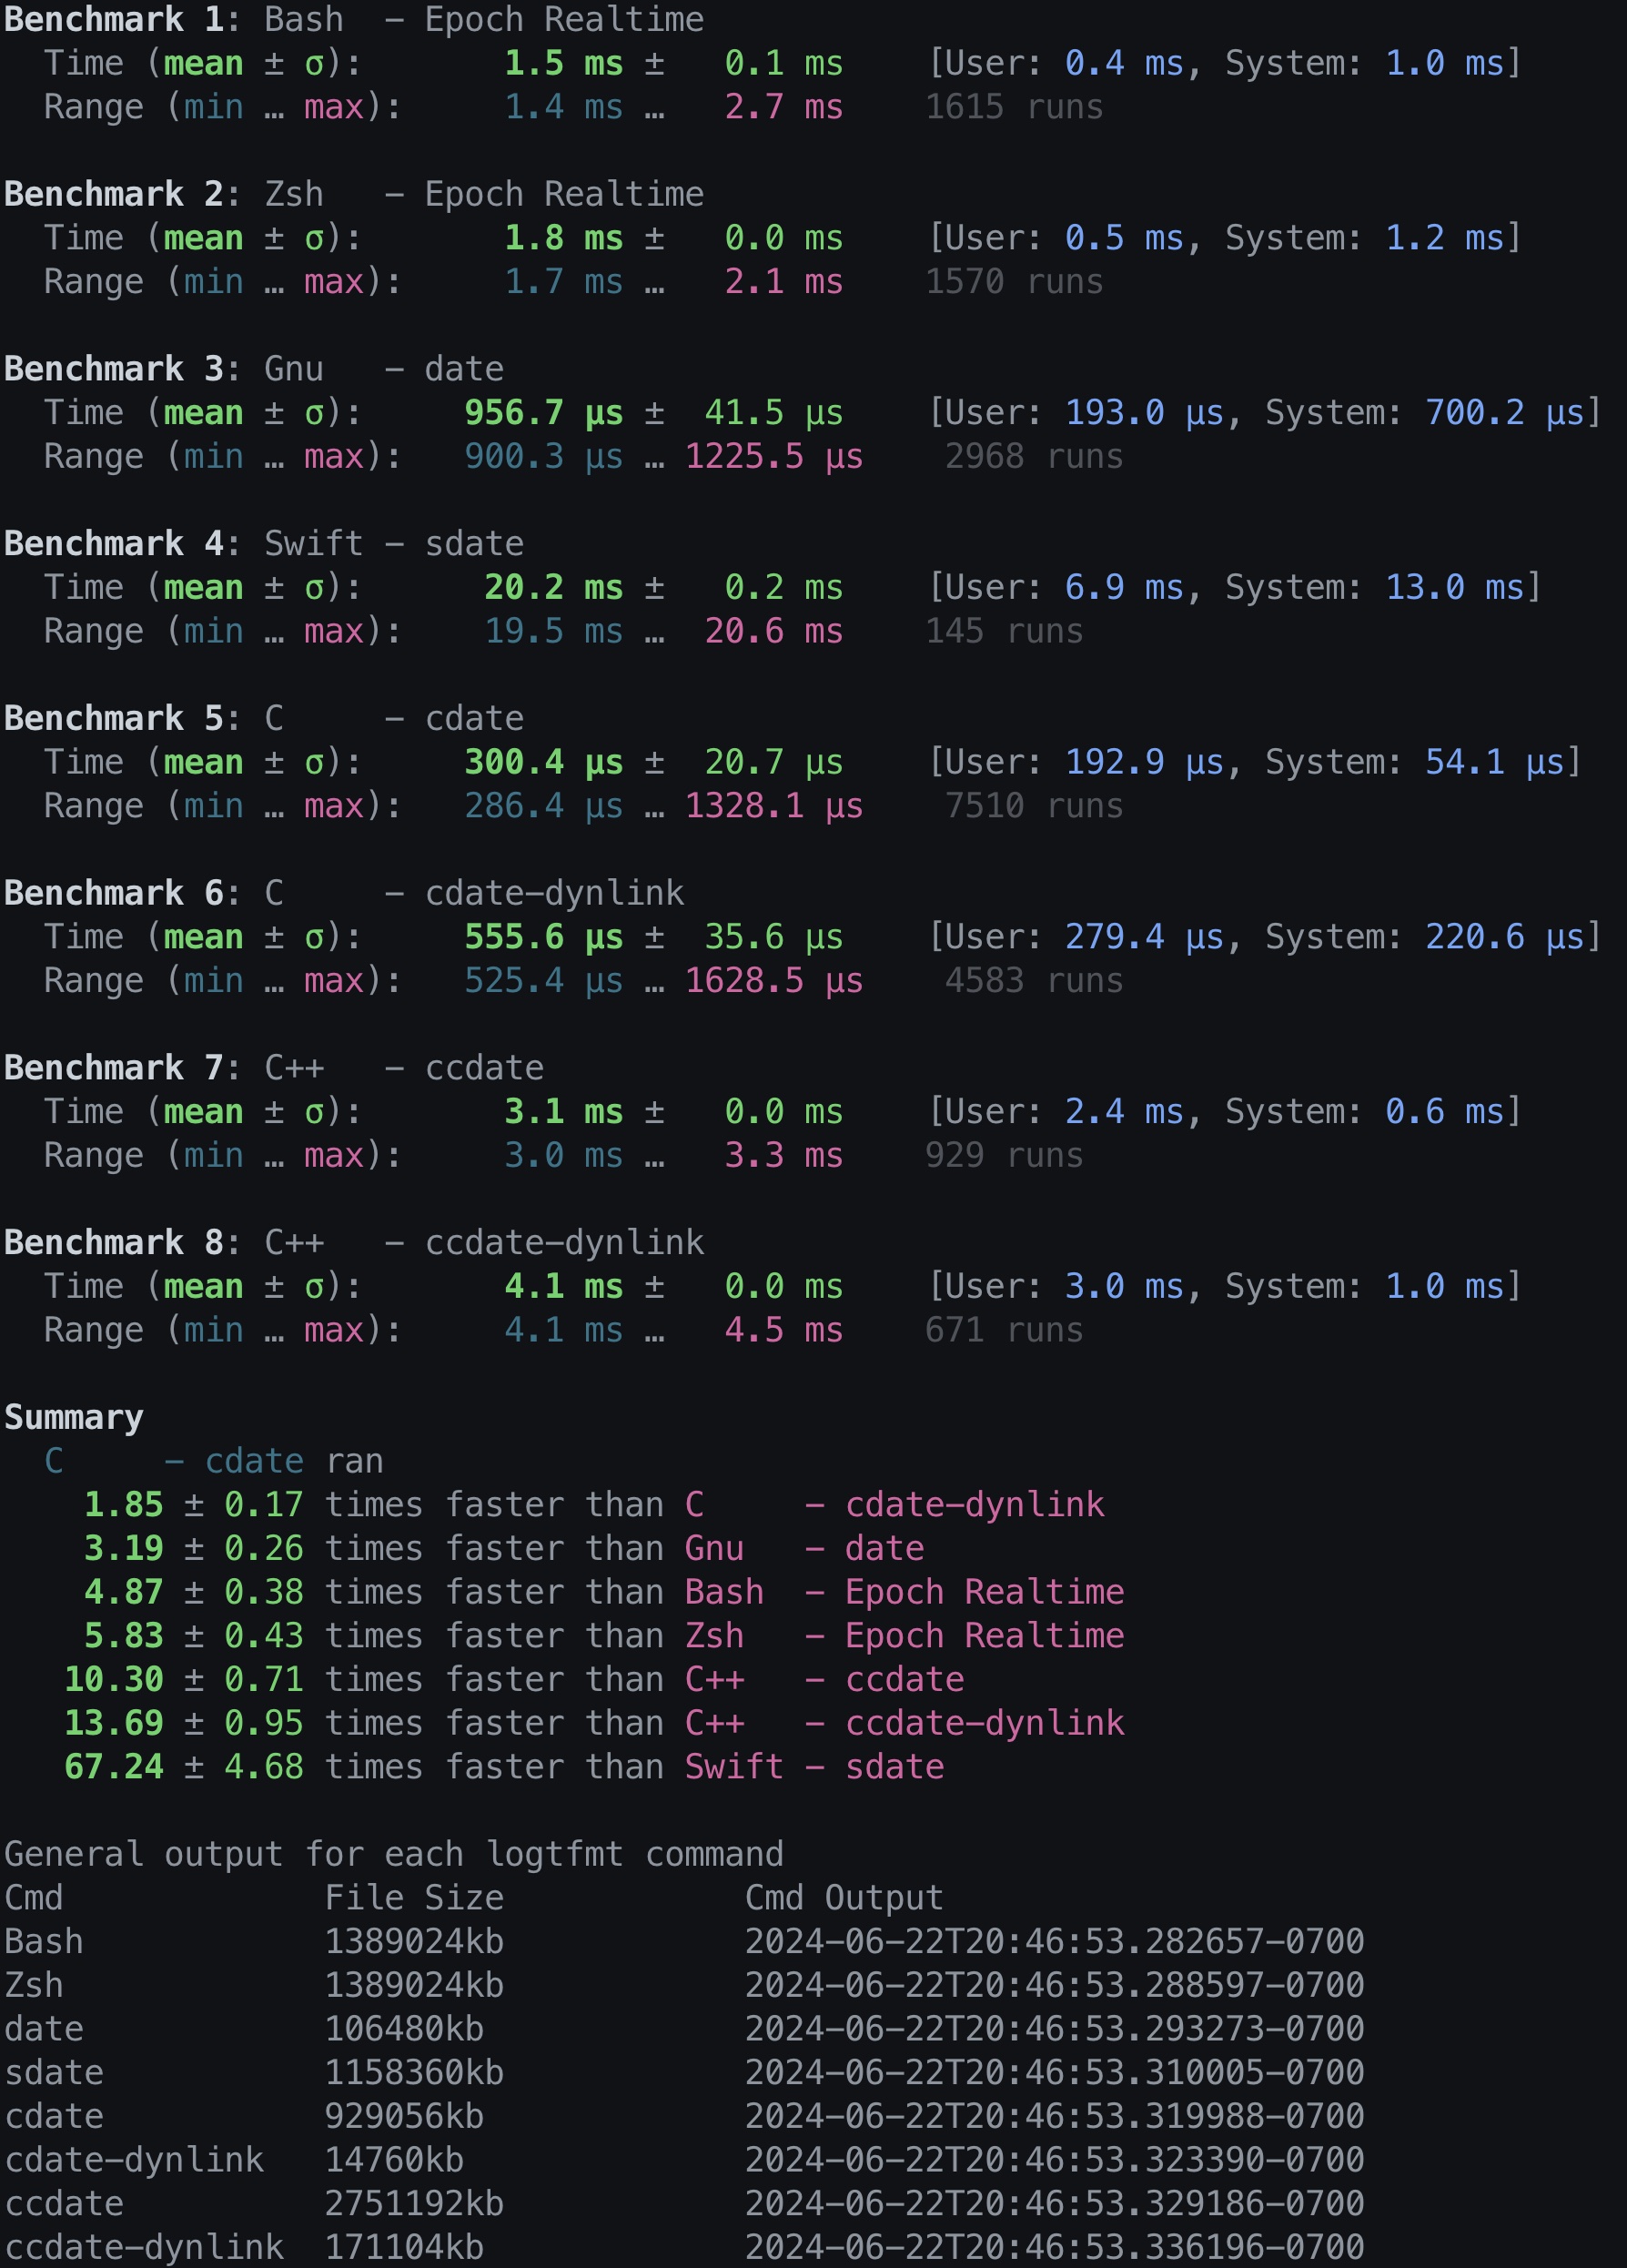 Benchmark 1: Bash  – Epoch Realtime
  Time (mean ± σ):       1.5 ms ±   0.1 ms    [User: 0.4 ms, System: 1.0 ms]
  Range (min … max):     1.4 ms …   2.7 ms    1615 runs

Benchmark 2: Zsh   – Epoch Realtime
  Time (mean ± σ):       1.8 ms ±   0.0 ms    [User: 0.5 ms, System: 1.2 ms]
  Range (min … max):     1.7 ms …   2.1 ms    1570 runs

Benchmark 3: Gnu   – date
  Time (mean ± σ):     956.7 µs ±  41.5 µs    [User: 193.0 µs, System: 700.2 µs]
  Range (min … max):   900.3 µs … 1225.5 µs    2968 runs

Benchmark 4: Swift – sdate
  Time (mean ± σ):      20.2 ms ±   0.2 ms    [User: 6.9 ms, System: 13.0 ms]
  Range (min … max):    19.5 ms …  20.6 ms    145 runs

Benchmark 5: C     – cdate
  Time (mean ± σ):     300.4 µs ±  20.7 µs    [User: 192.9 µs, System: 54.1 µs]
  Range (min … max):   286.4 µs … 1328.1 µs    7510 runs

Benchmark 6: C     – cdate–dynlink
  Time (mean ± σ):     555.6 µs ±  35.6 µs    [User: 279.4 µs, System: 220.6 µs]
  Range (min … max):   525.4 µs … 1628.5 µs    4583 runs

Benchmark 7: C++   – ccdate
  Time (mean ± σ):       3.1 ms ±   0.0 ms    [User: 2.4 ms, System: 0.6 ms]
  Range (min … max):     3.0 ms …   3.3 ms    929 runs

Benchmark 8: C++   – ccdate–dynlink
  Time (mean ± σ):       4.1 ms ±   0.0 ms    [User: 3.0 ms, System: 1.0 ms]
  Range (min … max):     4.1 ms …   4.5 ms    671 runs

Summary
  C     – cdate ran
    1.85 ± 0.17 times faster than C     – cdate–dynlink
    3.19 ± 0.26 times faster than Gnu   – date
    4.87 ± 0.38 times faster than Bash  – Epoch Realtime
    5.83 ± 0.43 times faster than Zsh   – Epoch Realtime
   10.30 ± 0.71 times faster than C++   – ccdate
   13.69 ± 0.95 times faster than C++   – ccdate–dynlink
   67.24 ± 4.68 times faster than Swift – sdate

General output for each logtfmt command
Cmd             File Size            Cmd Output
Bash            1389024kb            2024–06–22T20:46:53.282657–0700
Zsh             1389024kb            2024–06–22T20:46:53.288597–0700
date            106480kb             2024–06–22T20:46:53.293273–0700
sdate           1158360kb            2024–06–22T20:46:53.310005–0700
cdate           929056kb             2024–06–22T20:46:53.319988–0700
cdate–dynlink   14760kb              2024–06–22T20:46:53.323390–0700
ccdate          2751192kb            2024–06–22T20:46:53.329186–0700
ccdate–dynlink  171104kb             2024–06–22T20:46:53.336196–0700